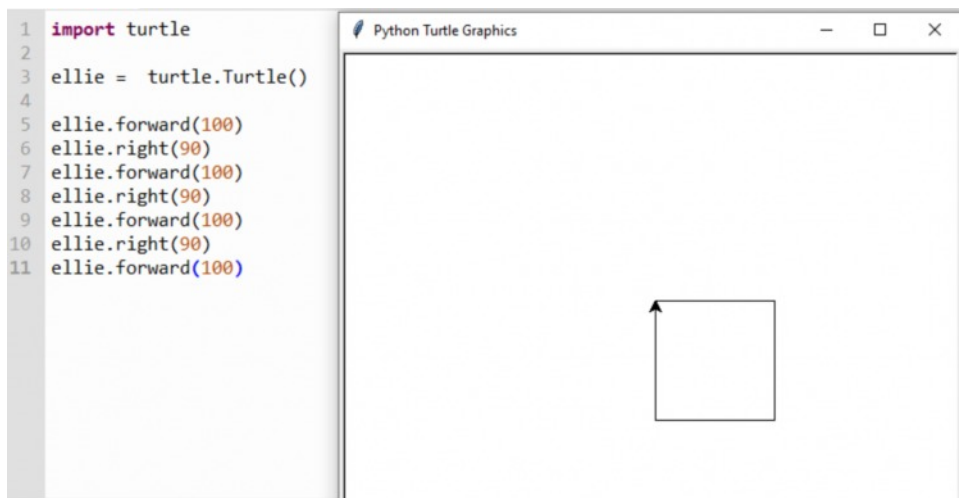 1 import turtle
2
3 ellie =  turtle.Turtle()
4
5 ellie.forward(100)
6 ellie.right(90)
7 ellie.forward(100)
8 ellie.right(90)
9 ellie.forward(100)
10 ellie.right(90)
11 ellie.forward(100)
Python Turtle Graphics